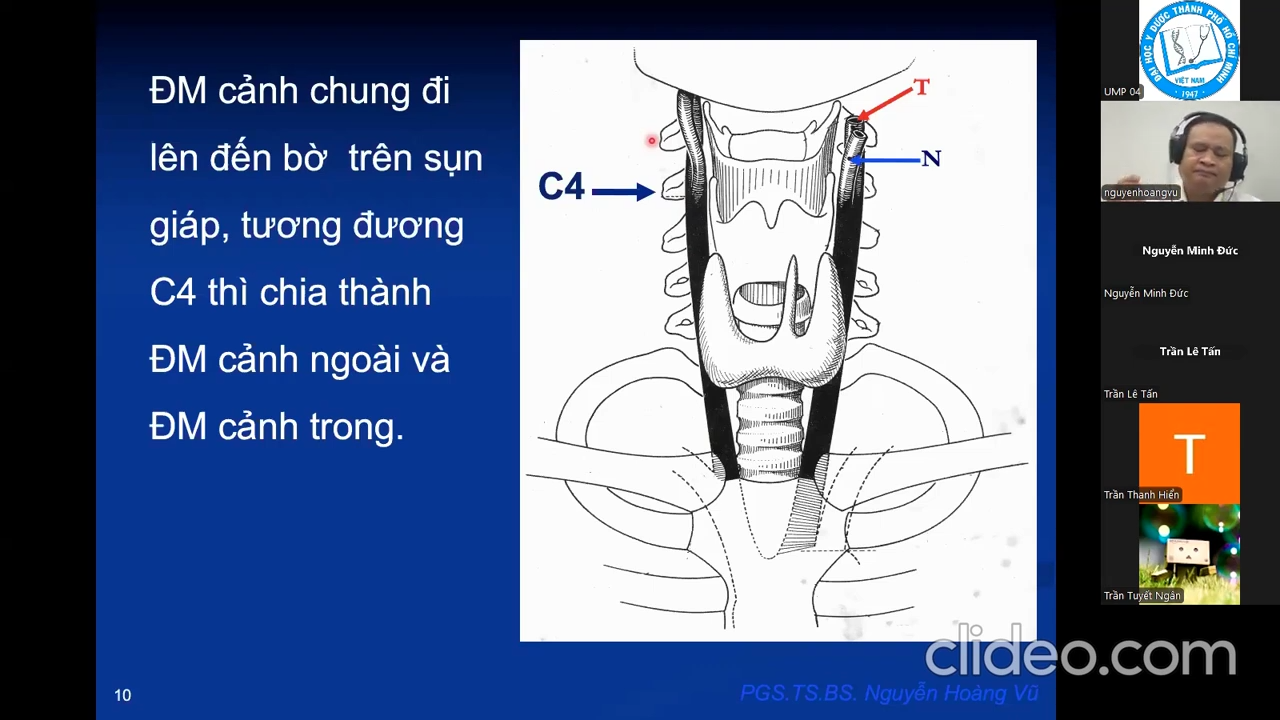 ĐM cảnh chung đi
lên đến bờ trên sụn
giáp, tương đương
C4 thì chia thành
ĐM cảnh ngoài và
ĐM cảnh trong.
T
N
C4
10
PGS.TS.BS. Nguyễn Hoàng Vũ
ĐẠI HỌC Y DƯỢC THÀNH PHỐ HỒ CHÍ MINH
VIỆT NAM
1947
UMP 04
nguyenhoangvu
Nguyễn Minh Đức
Nguyễn Minh Đức
Trần Lê Tấn
Trần Lê Tấn
T
Trần Thanh Hiển
Trần Tuyết Ngân
clideo.com